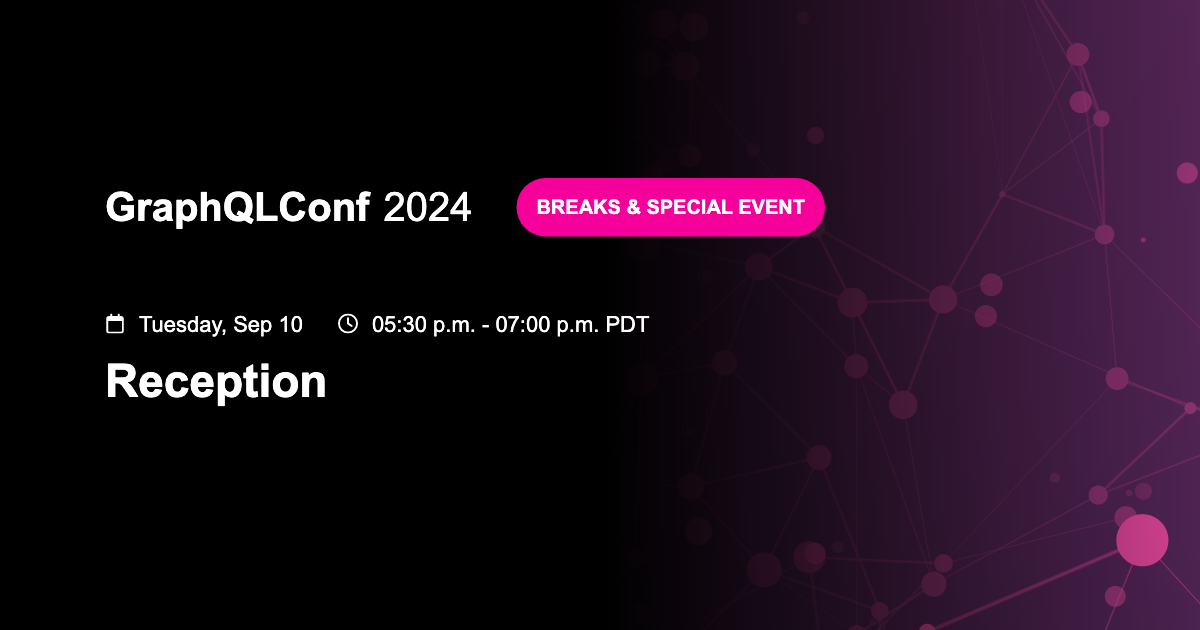 GraphQLConf 2024
BREAKS & SPECIAL EVENT
Tuesday, Sep 10
05:30 p.m. - 07:00 p.m. PDT
Reception